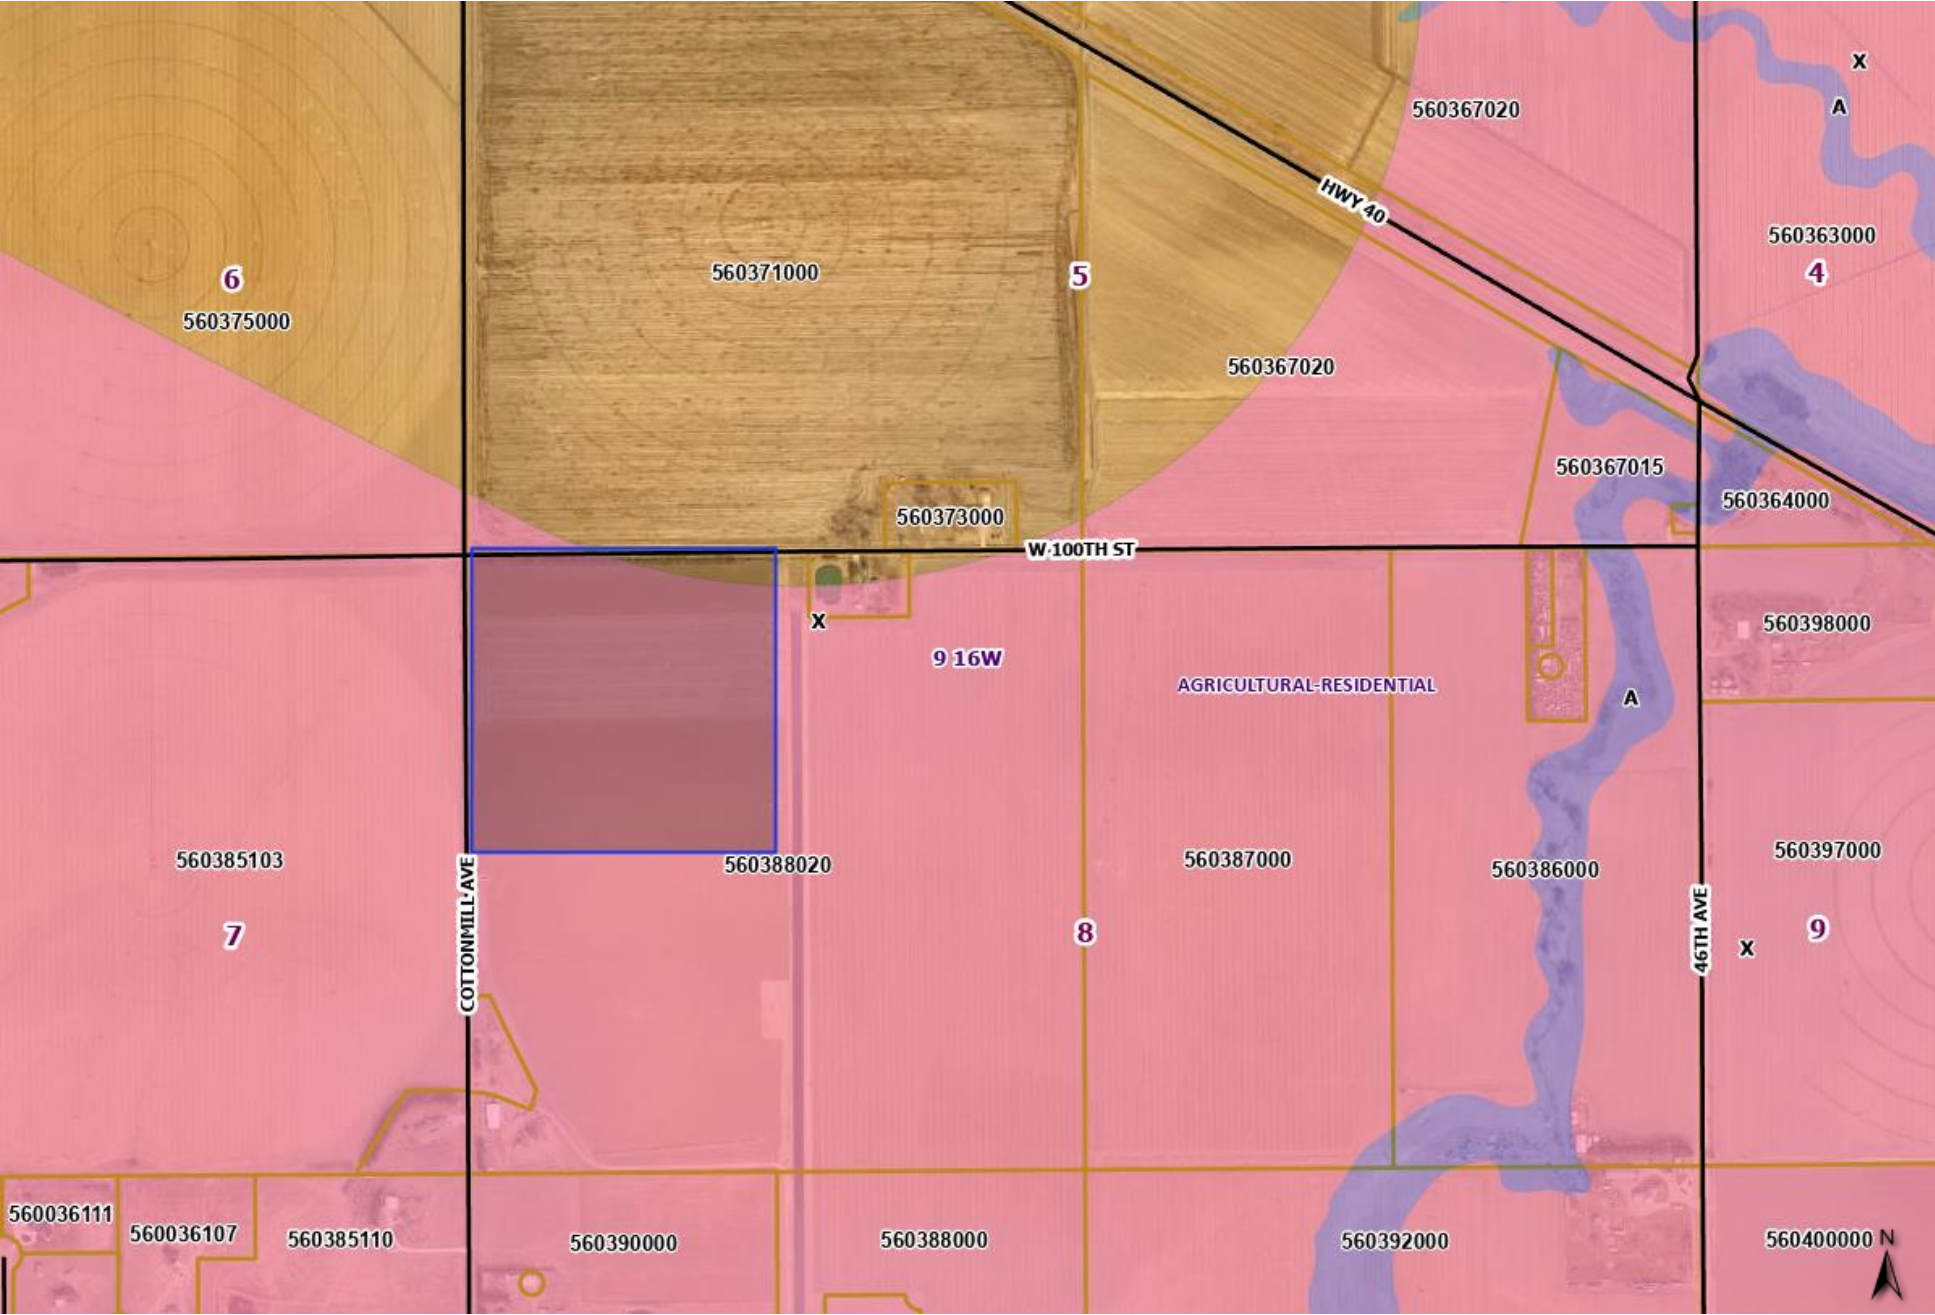 X
A
560367020
HWY 40
560363000
4
6
560371000
5
560375000
560367020
560367015
560364000
560373000
W 100TH ST
X
560398000
9 16W
AGRICULTURAL-RESIDENTIAL
A
560385103
560388020
560387000
560386000
560397000
COTTONMILL AVE
46TH AVE
7
8
9
X
560036111
560036107
560385110
560390000
560388000
560392000
560400000
N